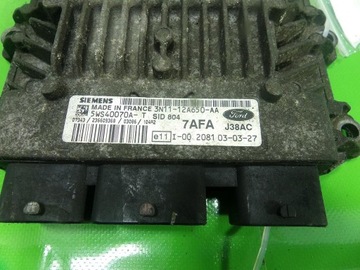 SIEMENS
MADE IN FRANCE 3N11-12A650-AA
5WS40070A- T SID 804
7AFA J38AC
Ford
e11 I-00 2081 03-03-27